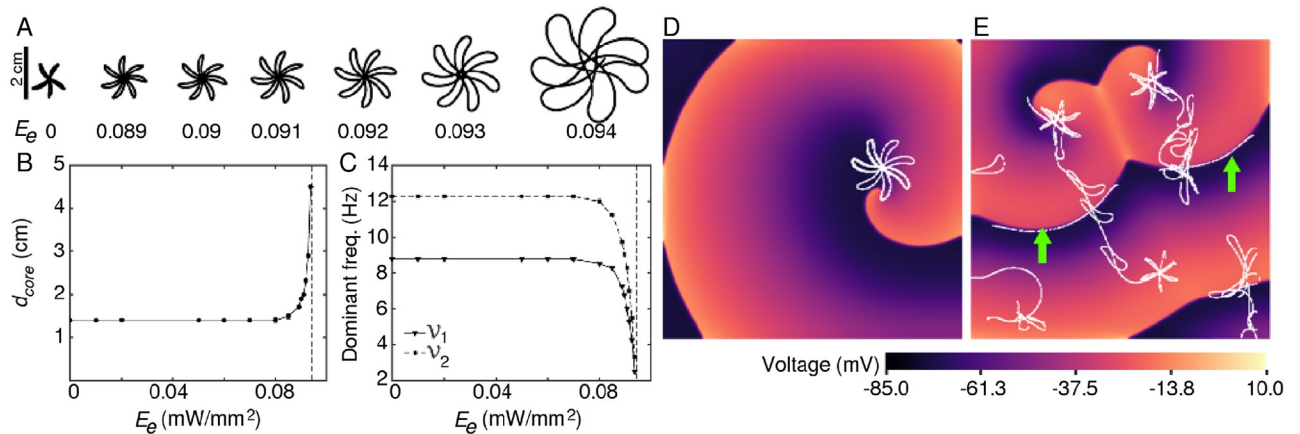 A
2 cm
E_e 0 0.089 0.09 0.091 0.092 0.093 0.094
B
d_core (cm)
5
4
3
2
1
0 0.04 0.08
E_e (mW/mm²)
C
Dominant freq. (Hz)
14
12
10
8
6
4
2
ν₁
ν₂
0 0.04 0.08
E_e (mW/mm²)
D
E
Voltage (mV)
-85.0 -61.3 -37.5 -13.8 10.0